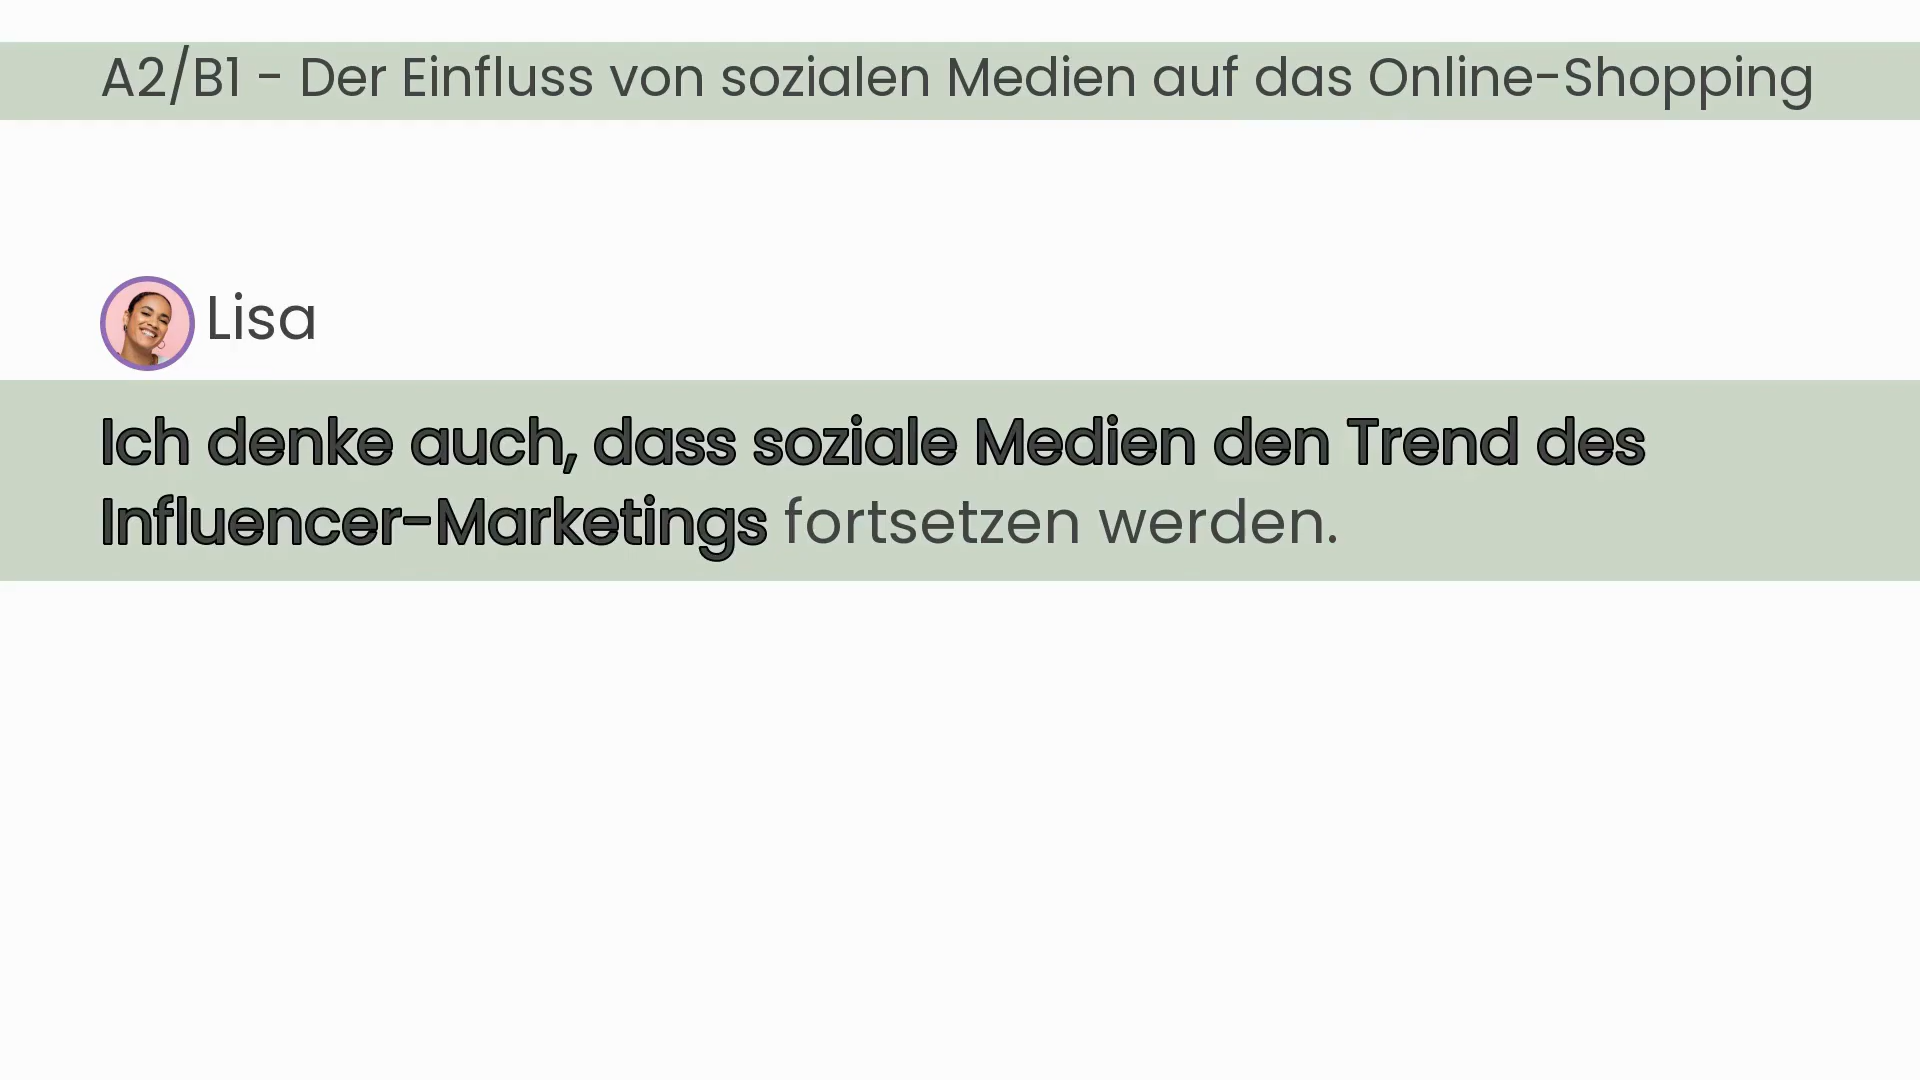 A2/B1 - Der Einfluss von sozialen Medien auf das Online-Shopping
Lisa
Ich denke auch, dass soziale Medien den Trend des
Influencer-Marketings fortsetzen werden.